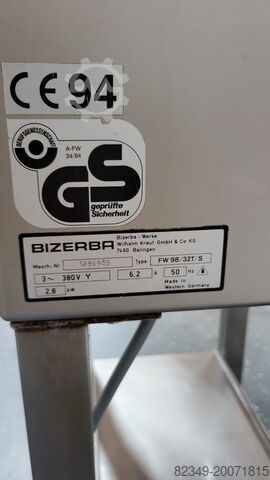 CE 94
BERUFSGENOSSENSCHAFT
A-FW
34/84
GS
geprüfte
Sicherheit
BIZERBA
Bizerba - Werke
Wilhelm Kraut GmbH & Co KG
7460 Balingen
Masch.-Nr
Type FW 98/32T/S
3~ 380V Y 6,2 A 50 Hz
2,8 kW
Made in
Western Germany
82349-20071815